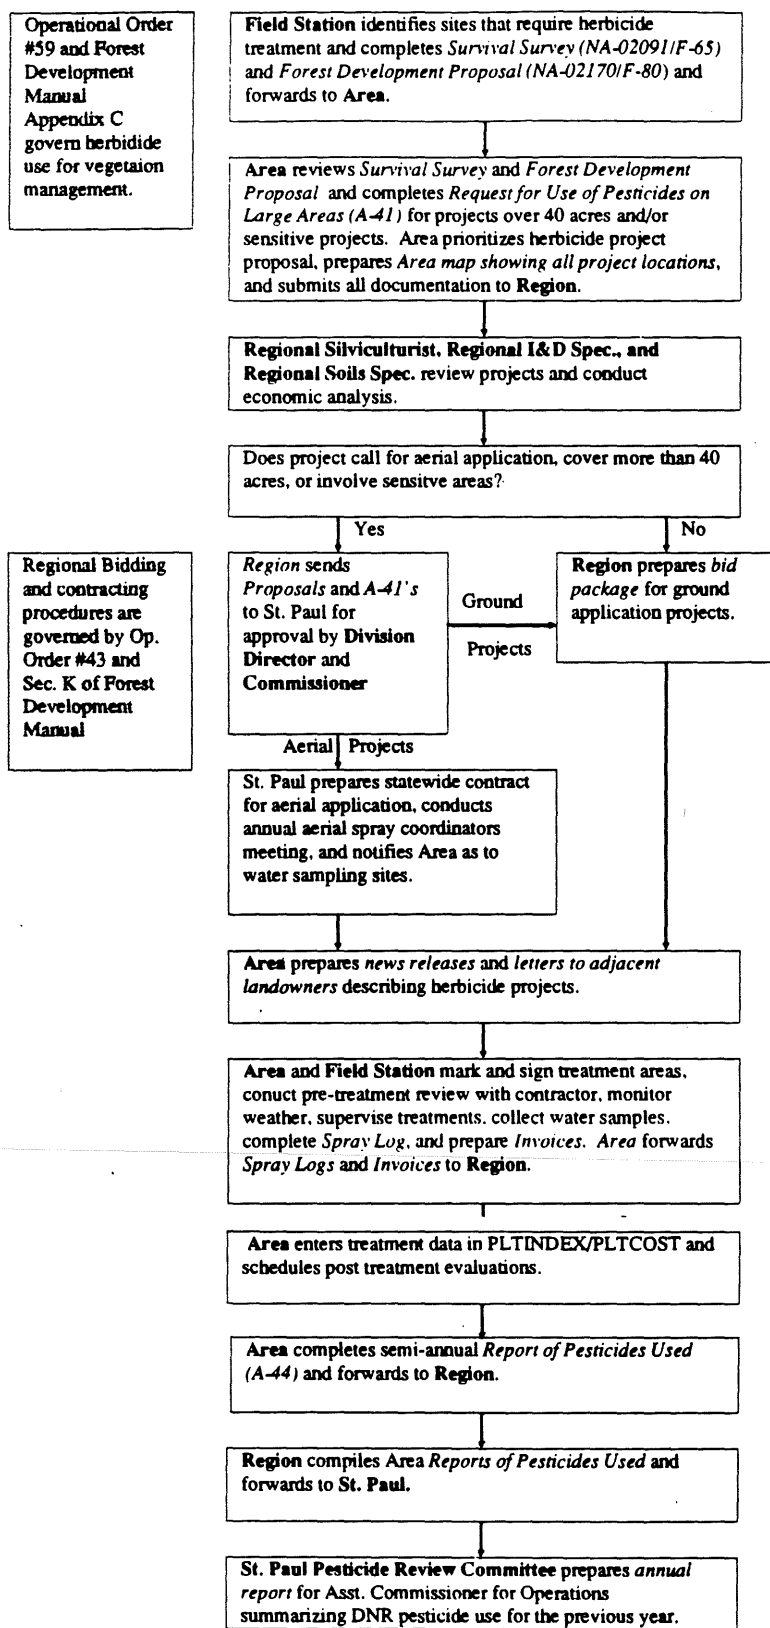 Operational Order
#59 and Forest
Development
Manual
Appendix C
govern herbidide
use for vegetaion
management.
Field Station identifies sites that require herbicide
treatment and completes Survival Survey (NA-02091/F-65)
and Forest Development Proposal (NA-02170/F-80) and
forwards to Area.
Area reviews Survival Survey and Forest Development
Proposal and completes Request for Use of Pesticides on
Large Areas (A-41) for projects over 40 acres and/or
sensitive projects. Area prioritizes herbicide project
proposal, prepares Area map showing all project locations,
and submits all documentation to Region.
Regional Silviculturist, Regional I&D Spec., and
Regional Soils Spec. review projects and conduct
economic analysis.
Does project call for aerial application, cover more than 40
acres, or involve sensitve areas?
Yes
No
Regional Bidding
and contracting
procedures are
governed by Op.
Order #43 and
Sec. K of Forest
Development
Manual
Region sends
Proposals and A-41's
to St. Paul for
approval by Division
Director and
Commissioner
Ground
Projects
Region prepares bid
package for ground
application projects.
Aerial Projects
St. Paul prepares statewide contract
for aerial application, conducts
annual aerial spray coordinators
meeting, and notifies Area as to
water sampling sites.
Area prepares news releases and letters to adjacent
landowners describing herbicide projects.
Area and Field Station mark and sign treatment areas,
conuct pre-treatment review with contractor, monitor
weather, supervise treatments, collect water samples,
complete Spray Log, and prepare Invoices. Area forwards
Spray Logs and Invoices to Region.
Area enters treatment data in PLTINDEX/PLTCOST and
schedules post treatment evaluations.
Area completes semi-annual Report of Pesticides Used
(A-44) and forwards to Region.
Region compiles Area Reports of Pesticides Used and
forwards to St. Paul.
St. Paul Pesticide Review Committee prepares annual
report for Asst. Commissioner for Operations
summarizing DNR pesticide use for the previous year.